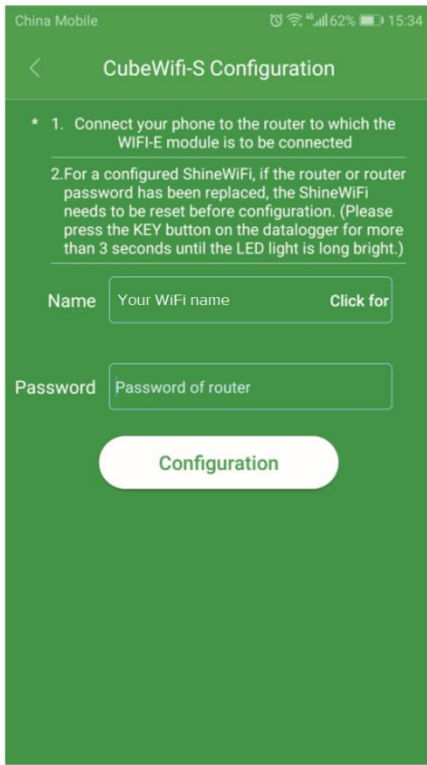 China Mobile 46 62% 15:34
CubeWifi-S Configuration
* 1. Connect your phone to the router to which the
WIFI-E module is to be connected
2.For a configured ShineWiFi, if the router or router
password has been replaced, the ShineWiFi
needs to be reset before configuration. (Please
press the KEY button on the datalogger for more
than 3 seconds until the LED light is long bright.)
Name Your WiFi name Click for
Password Password of router
Configuration